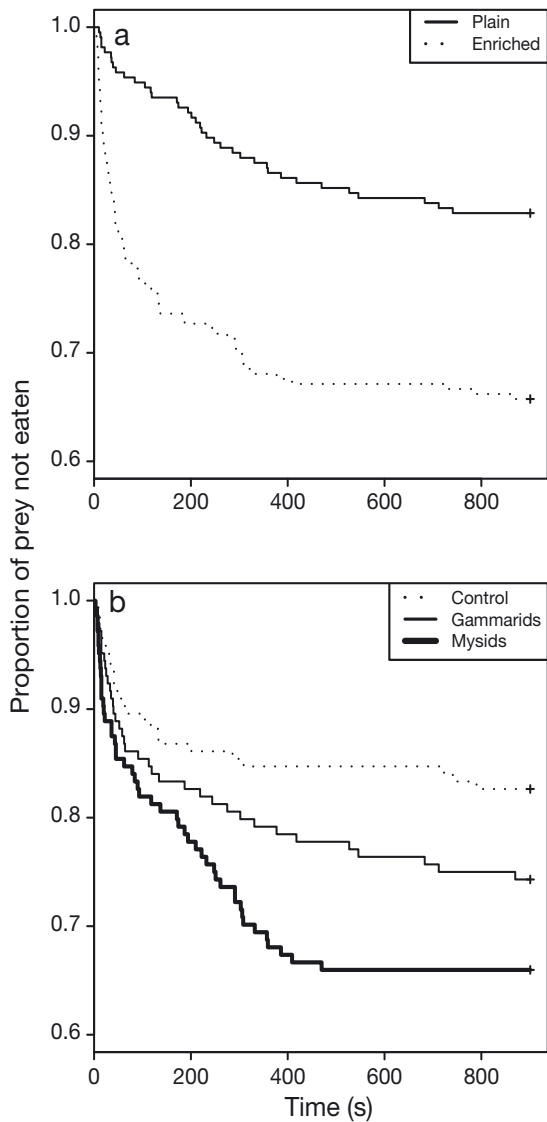 a
Plain
Enriched
1.0
0.9
0.8
0.7
0.6
0 200 400 600 800
Proportion of prey not eaten
b
Control
Gammarids
Mysids
1.0
0.9
0.8
0.7
0.6
0 200 400 600 800
Time (s)